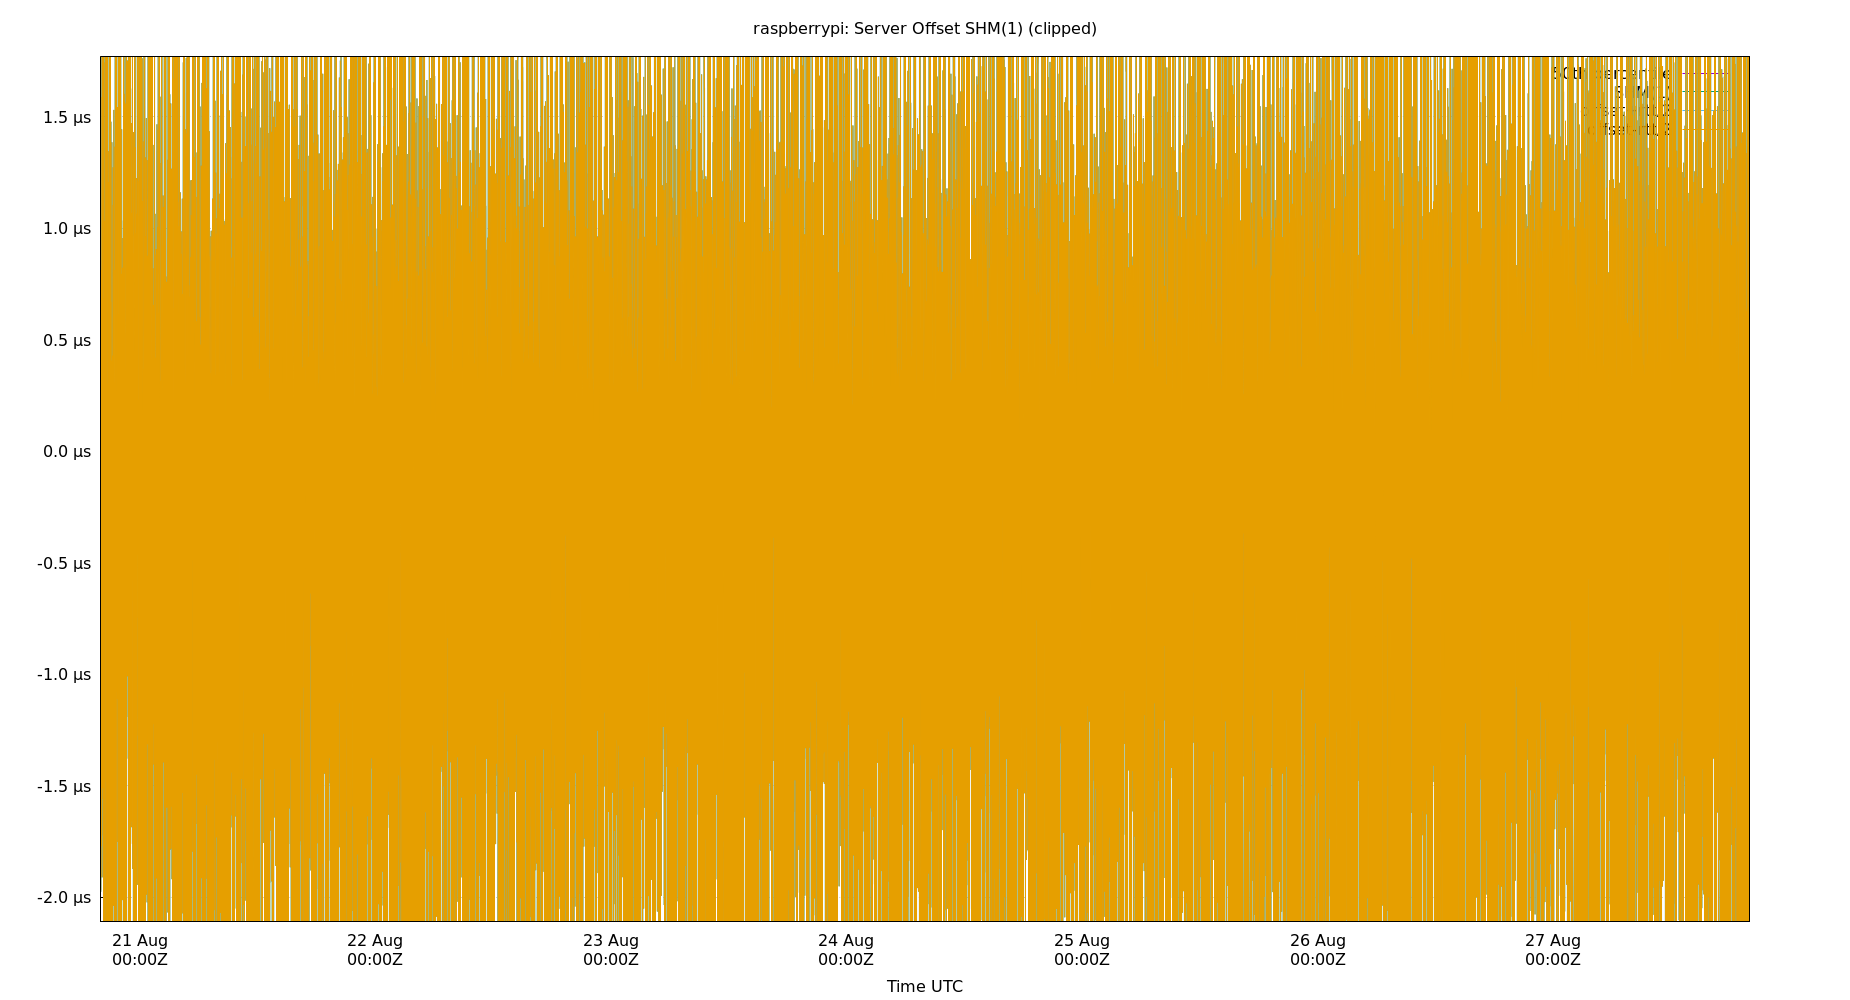 raspberrypi: Server Offset SHM(1) (clipped)
1.5 µs
1.0 µs
0.5 µs
0.0 µs
-0.5 µs
-1.0 µs
-1.5 µs
-2.0 µs
21 Aug
00:00Z
22 Aug
00:00Z
23 Aug
00:00Z
24 Aug
00:00Z
25 Aug
00:00Z
26 Aug
00:00Z
27 Aug
00:00Z
Time UTC